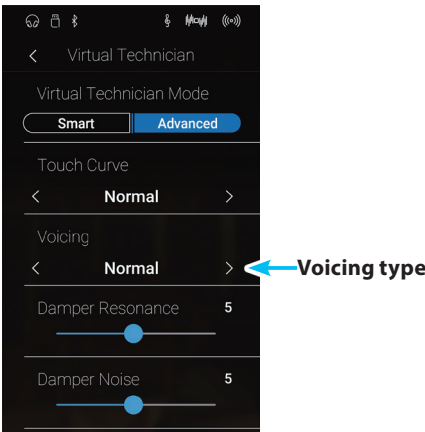 Virtual Technician
Virtual Technician Mode
Smart Advanced
Touch Curve
Normal
Voicing
Normal
Voicing type
Damper Resonance 5
Damper Noise 5